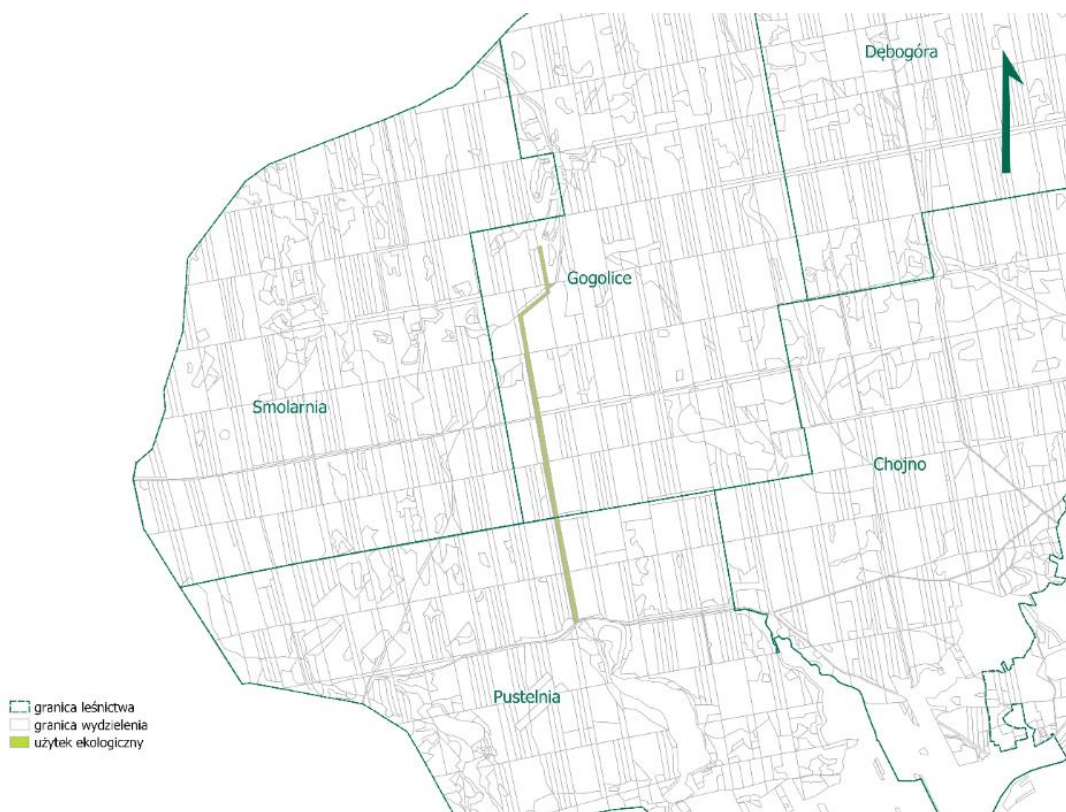 Dębogóra
Gogolice
Smolarnia
Chojno
Pustelnia
granica leśnictwa
granica wydzielenia
użytek ekologiczny